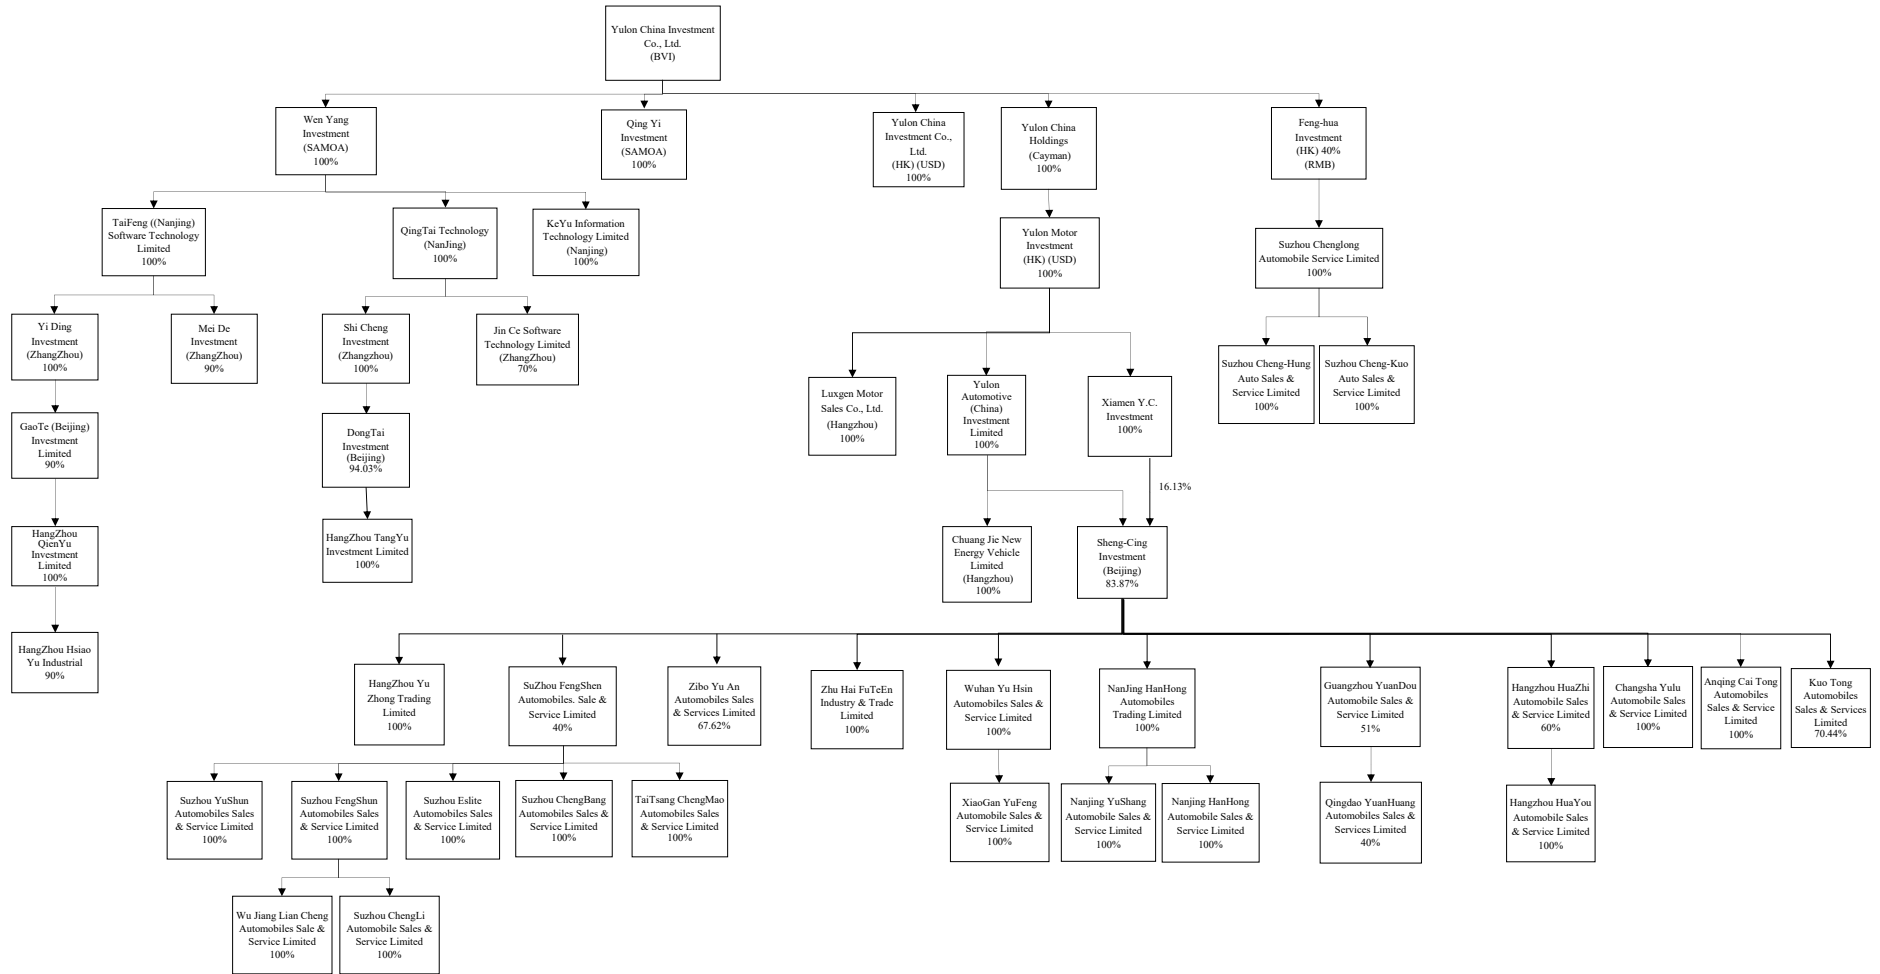 Yulon China Investment
Co., Ltd.
(BVI)
Wen Yang
Investment
(SAMOA)
100%
Qing Yi
Investment
(SAMOA)
100%
Yulon China
Investment Co.,
Ltd.
(HK) (USD)
100%
Yulon China
Holdings
(Cayman)
100%
Feng-hua
Investment
(HK) 40%
(RMB)
TaiFeng ((Nanjing)
Software Technology
Limited
100%
QingTai Technology
(NanJing)
100%
KeYu Information
Technology Limited
(Nanjing)
100%
Yulon Motor
Investment
(HK) (USD)
100%
Suzhou Chenglong
Automobile Service Limited
100%
Yi Ding
Investment
(ZhangZhou)
100%
Mei De
Investment
(ZhangZhou)
90%
Shi Cheng
Investment
(Zhangzhou)
100%
Jin Ce Software
Technology Limited
(ZhangZhou)
70%
Luxgen Motor
Sales Co., Ltd.
(Hangzhou)
100%
Yulon
Automotive
(China)
Investment
Limited
100%
Xiamen Y.C.
Investment
100%
Suzhou Cheng-Hung
Auto Sales &
Service Limited
100%
Suzhou Cheng-Kuo
Auto Sales &
Service Limited
100%
GaoTe (Beijing)
Investment
Limited
90%
DongTai
Investment
(Beijing)
94.03%
16.13%
HangZhou
QienYu
Investment
Limited
100%
HangZhou TangYu
Investment Limited
100%
Chuang Jie New
Energy Vehicle
Limited
(Hangzhou)
100%
Sheng-Cing
Investment
(Beijing)
83.87%
HangZhou Hsiao
Yu Industrial
90%
HangZhou Yu
Zhong Trading
Limited
100%
SuZhou FengShen
Automobiles. Sale &
Service Limited
40%
Zibo Yu An
Automobiles Sales
& Services Limited
67.62%
Zhu Hai FuTeEn
Industry & Trade
Limited
100%
Wuhan Yu Hsin
Automobiles Sales &
Service Limited
100%
NanJing HanHong
Automobiles
Trading Limited
100%
Guangzhou YuanDou
Automobile Sales &
Service Limited
51%
Hangzhou HuaZhi
Automobile Sales
& Service Limited
60%
Changsha Yulu
Automobile Sales
& Service Limited
100%
Anqing Cai Tong
Automobiles
Sales & Service
Limited
100%
Kuo Tong
Automobiles
Sales & Services
Limited
70.44%
Suzhou YuShun
Automobiles Sales
& Service Limited
100%
Suzhou FengShun
Automobiles Sales
& Service Limited
100%
Suzhou Eslite
Automobiles Sales
& Service Limited
100%
Suzhou ChengBang
Automobiles Sales &
Service Limited
100%
TaiTsang ChengMao
Automobiles Sales
& Service Limited
100%
XiaoGan YuFeng
Automobile Sales &
Service Limited
100%
Nanjing YuShang
Automobile Sales &
Service Limited
100%
Nanjing HanHong
Automobile Sales &
Service Limited
100%
Qingdao YuanHuang
Automobiles Sales &
Services Limited
40%
Hangzhou HuaYou
Automobile Sales
& Service Limited
100%
Wu Jiang Lian Cheng
Automobiles Sale &
Service Limited
100%
Suzhou ChengLi
Automobile Sales &
Service Limited
100%